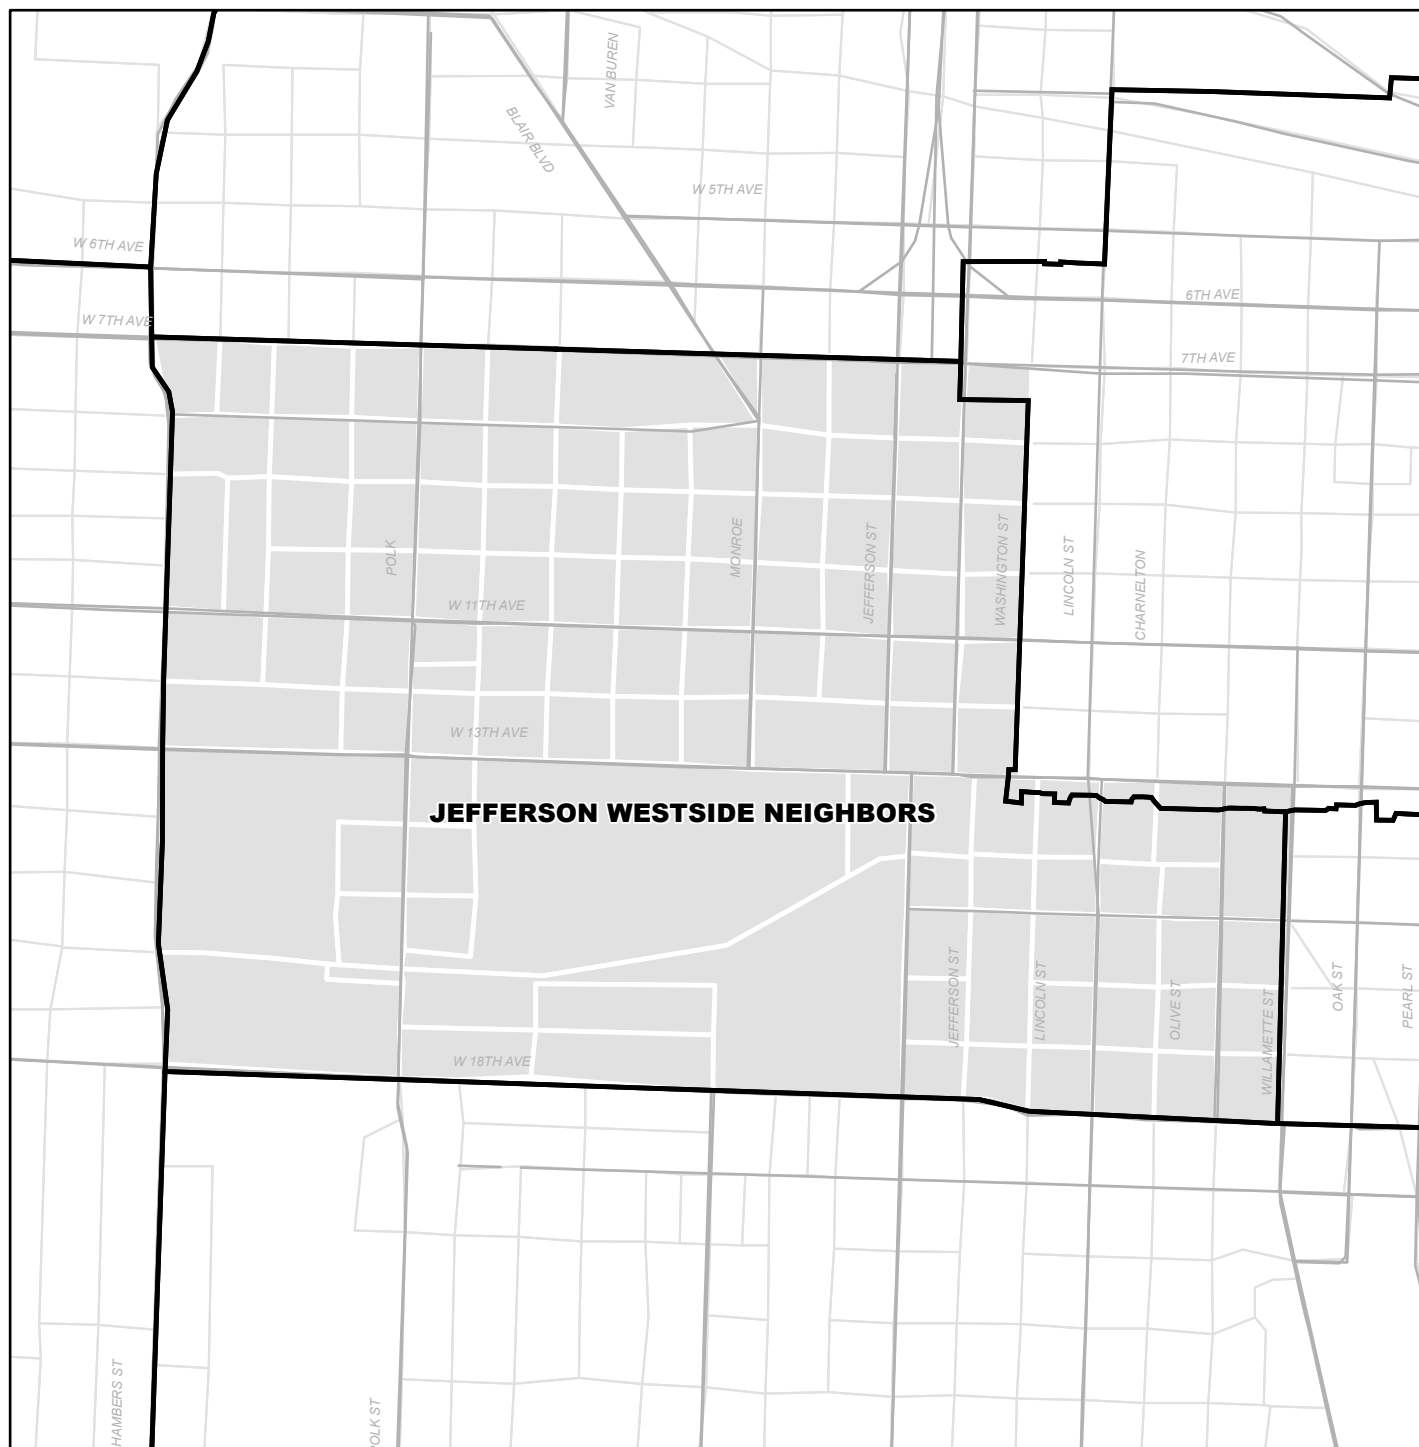 VAN BUREN
BLAIR BLVD
W 5TH AVE
W 6TH AVE
6TH AVE
W 7TH AVE
7TH AVE
POLK
MONROE
JEFFERSON ST
WASHINGTON ST
LINCOLN ST
CHARNELTON
W 11TH AVE
W 13TH AVE
JEFFERSON WESTSIDE NEIGHBORS
JEFFERSON ST
LINCOLN ST
OLIVE ST
WILLAMETTE ST
OAK ST
PEARL ST
W 18TH AVE
HAMBERS ST
POLK ST